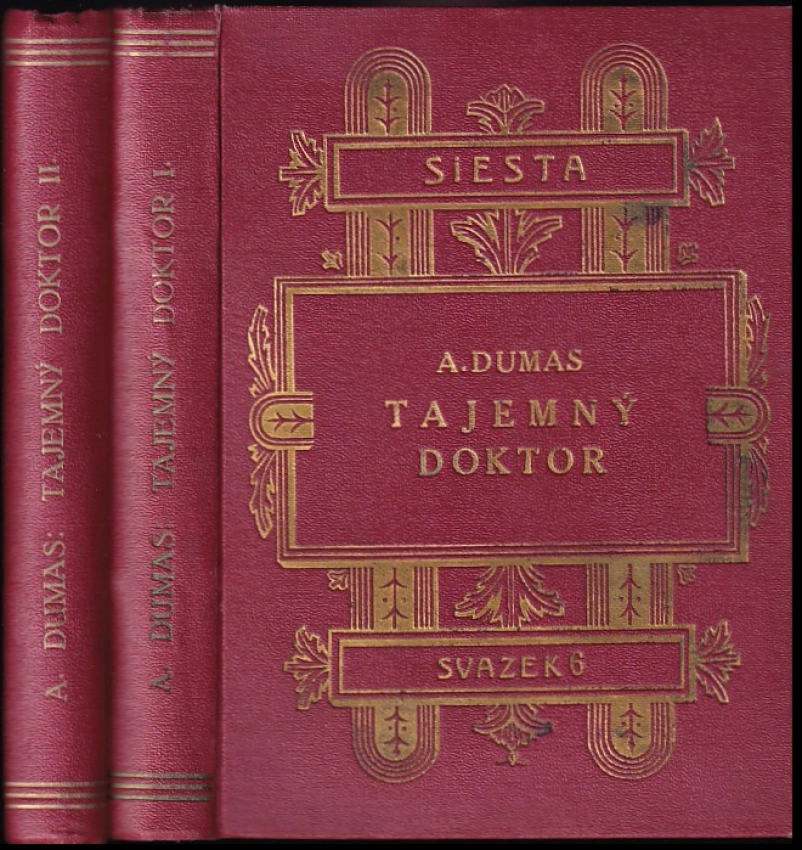 A. DUMAS: TAJEMNÝ DOKTOR II.
A. DUMAS: TAJEMNÝ DOKTOR I.
SiESTA
A. DUMAS
TAJEMNÝ
DOKTOR
SVAZEK 6